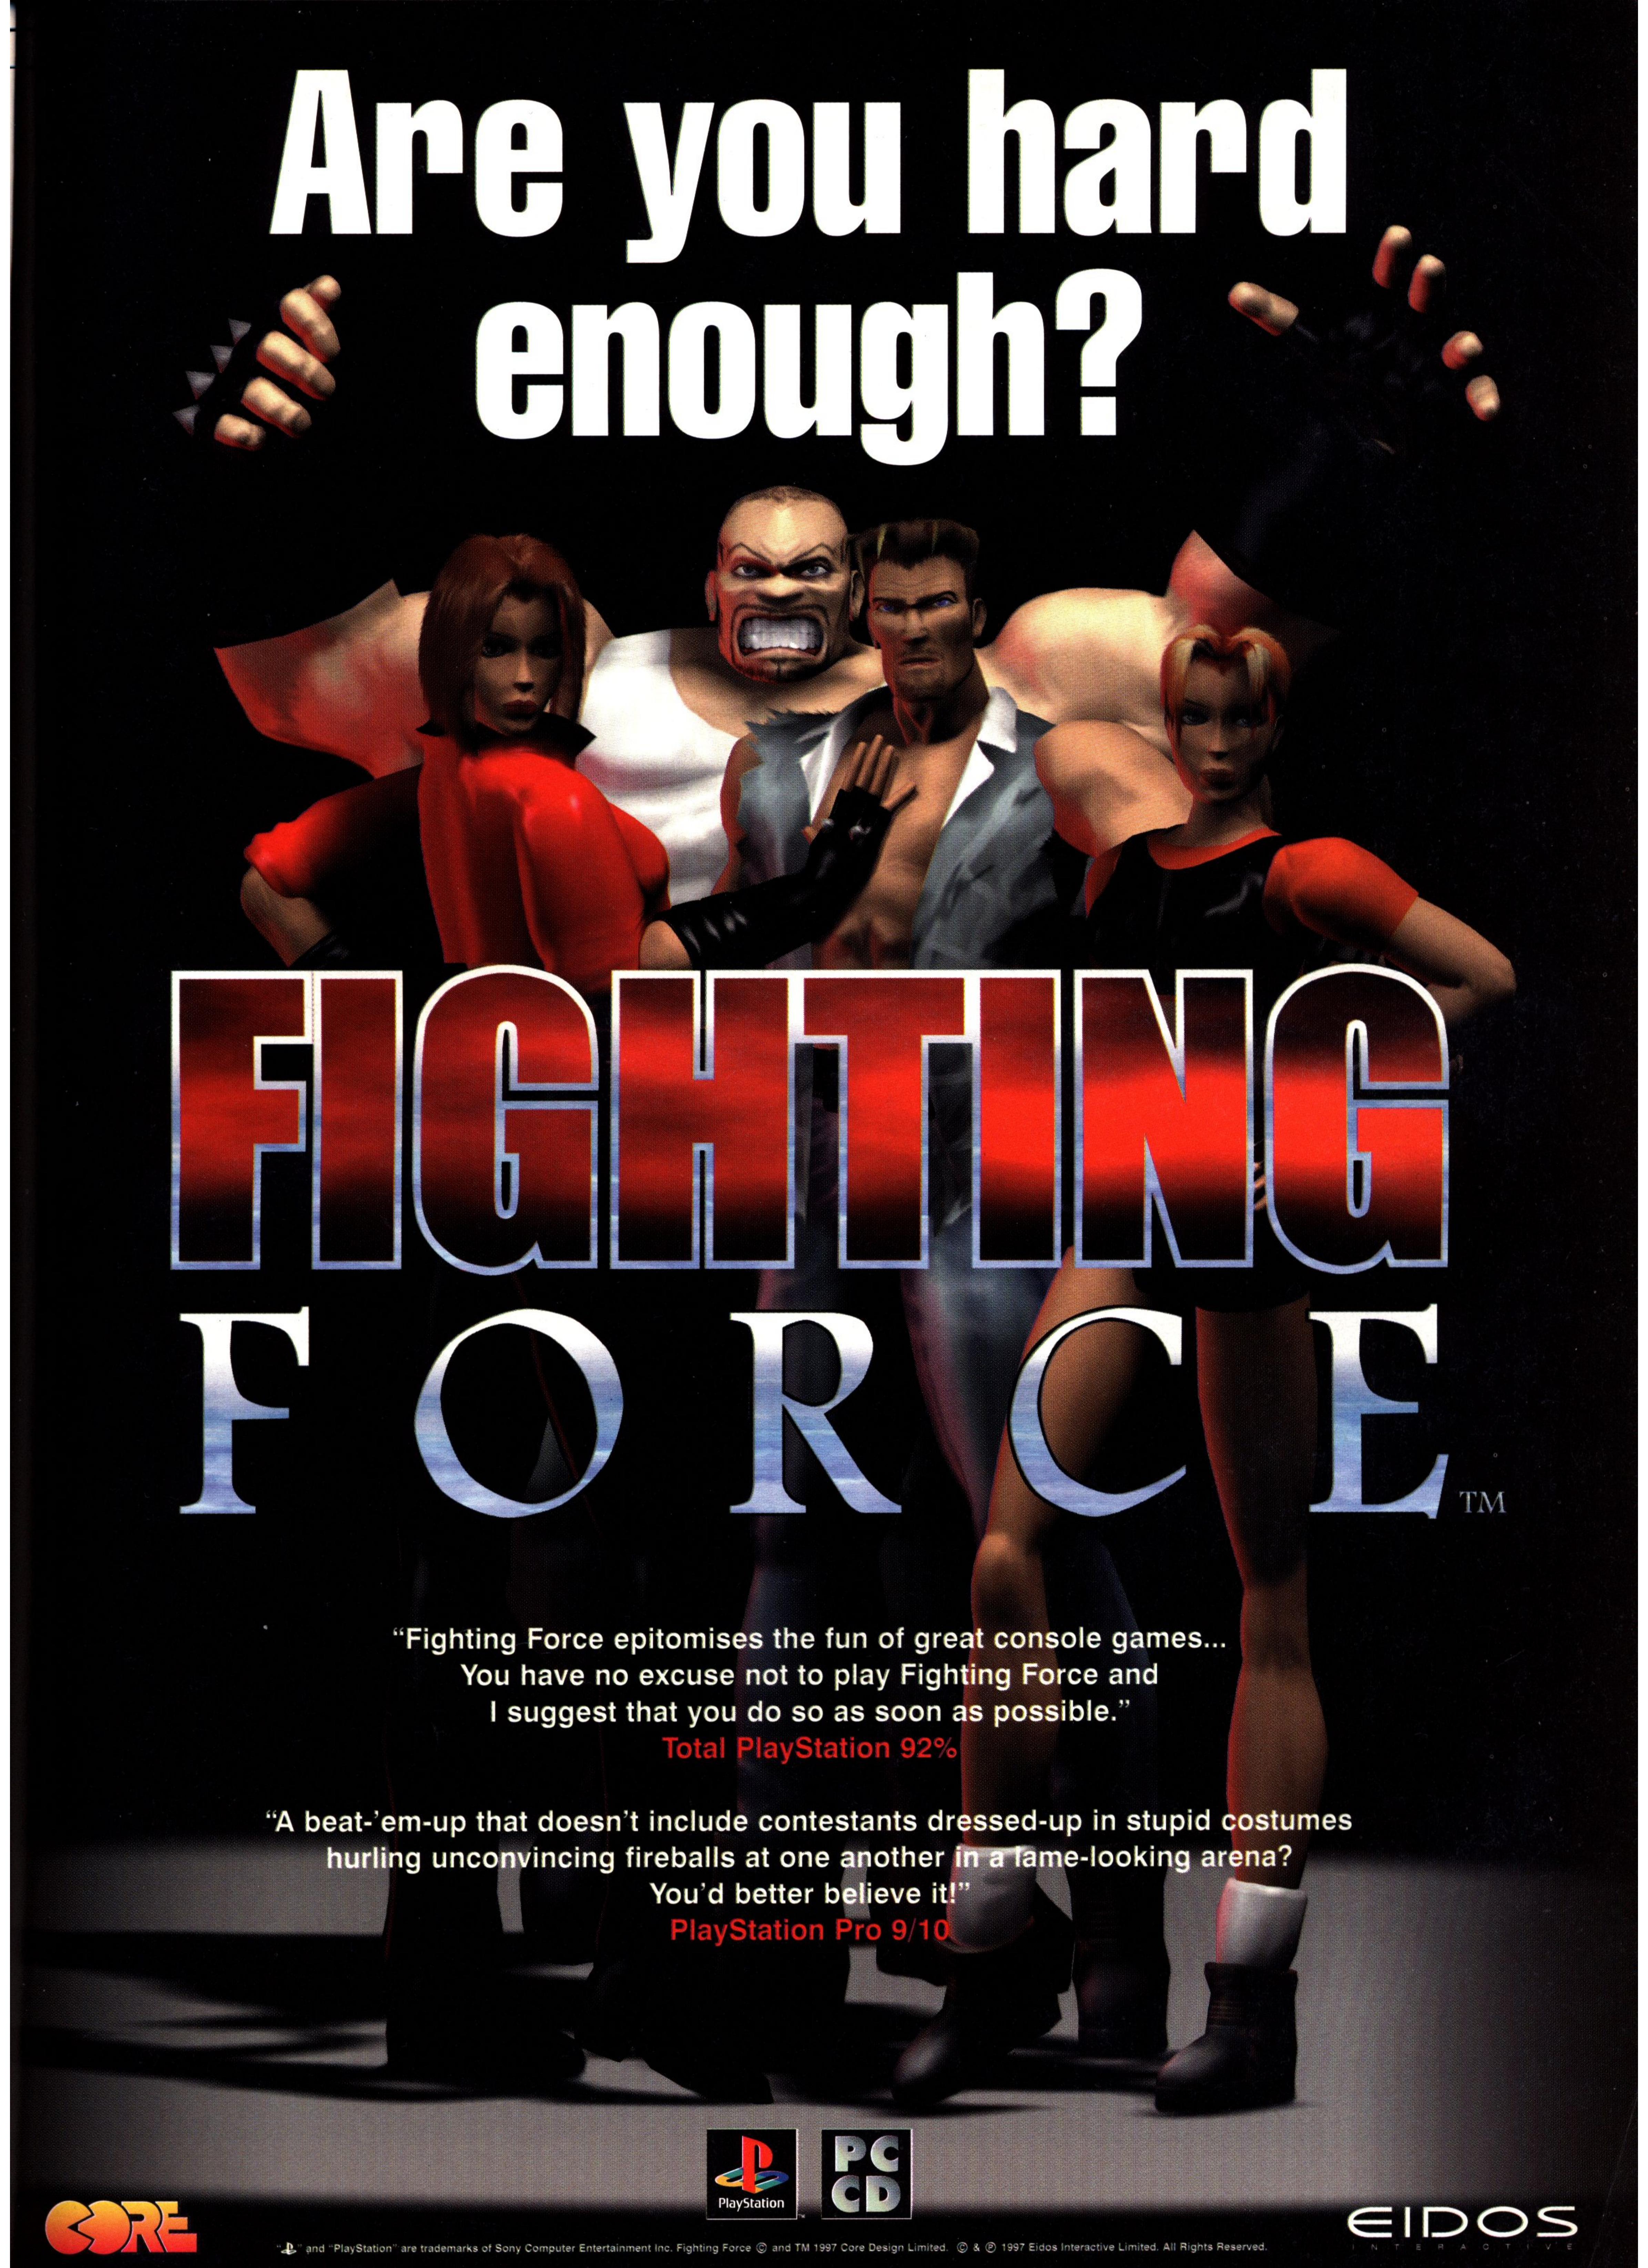 Are you hard
enough?
FIGHTING
FORCE™
“Fighting Force epitomises the fun of great console games...
You have no excuse not to play Fighting Force and
I suggest that you do so as soon as possible.”
Total PlayStation 92%
“A beat-’em-up that doesn’t include contestants dressed-up in stupid costumes
hurling unconvincing fireballs at one another in a lame-looking arena?
You’d better believe it!”
PlayStation Pro 9/10
PlayStation™
PC
CD
CORE
EIDOS
INTERACTIVE
“ ” and “PlayStation” are trademarks of Sony Computer Entertainment Inc. Fighting Force © and TM 1997 Core Design Limited. © & ℗ 1997 Eidos Interactive Limited. All Rights Reserved.